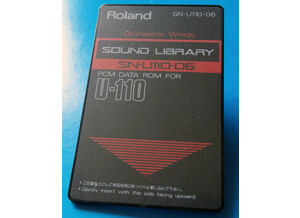 Roland SN-U110-06
Orchestral Winds
SOUND LIBRARY
SN-U110-06
PCM DATA ROM FOR
U-110
• Gently insert with this side facing upward.